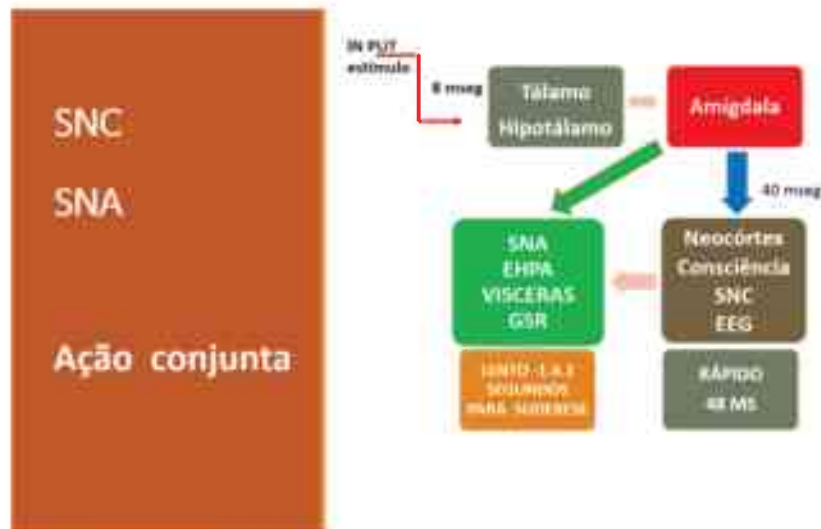 SNC
SNA
Ação conjunta
IN PUT
estímulo
8 mseg
Tálamo
Hipotálamo
Amígdala
40 mseg
SNA
EHPA
VISCERAS
GSR
Neocórtex
Consciência
SNC
EEG
SEGUNDOS
PARA
RÁPIDO
48 MS